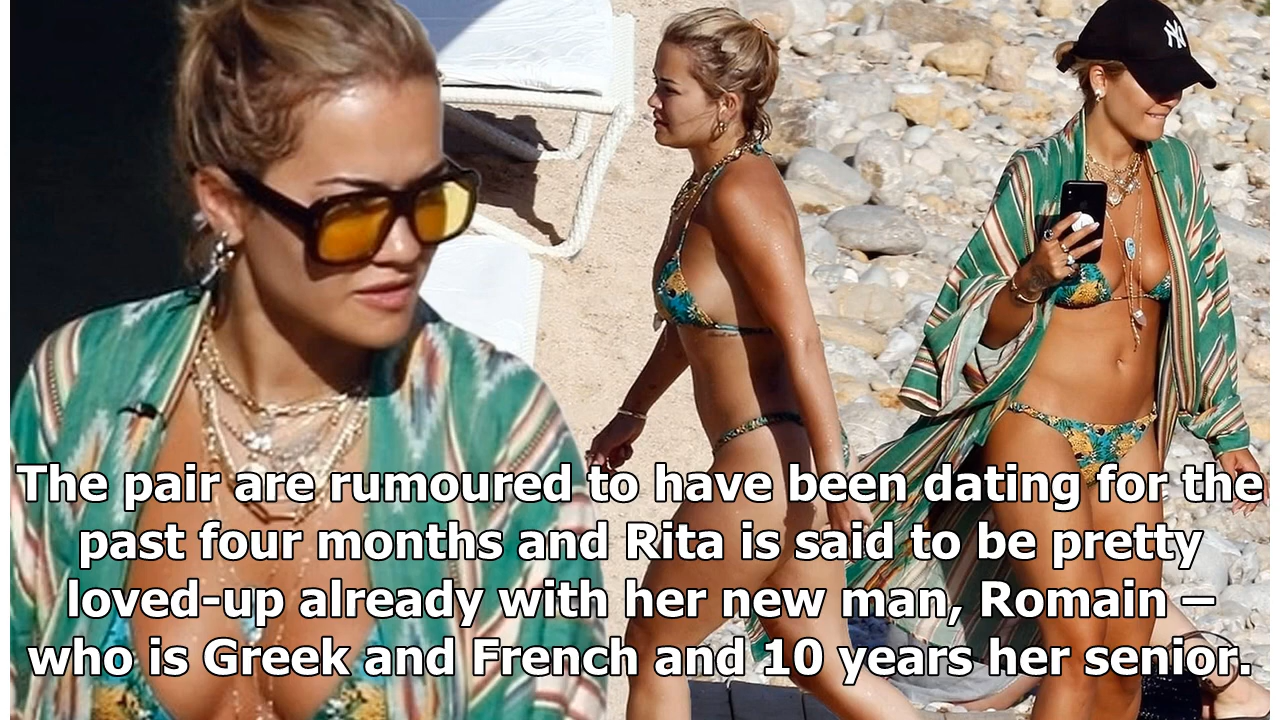 NY
The pair are rumoured to have been dating for the
past four months and Rita is said to be pretty
loved-up already with her new man, Romain –
who is Greek and French and 10 years her senior.